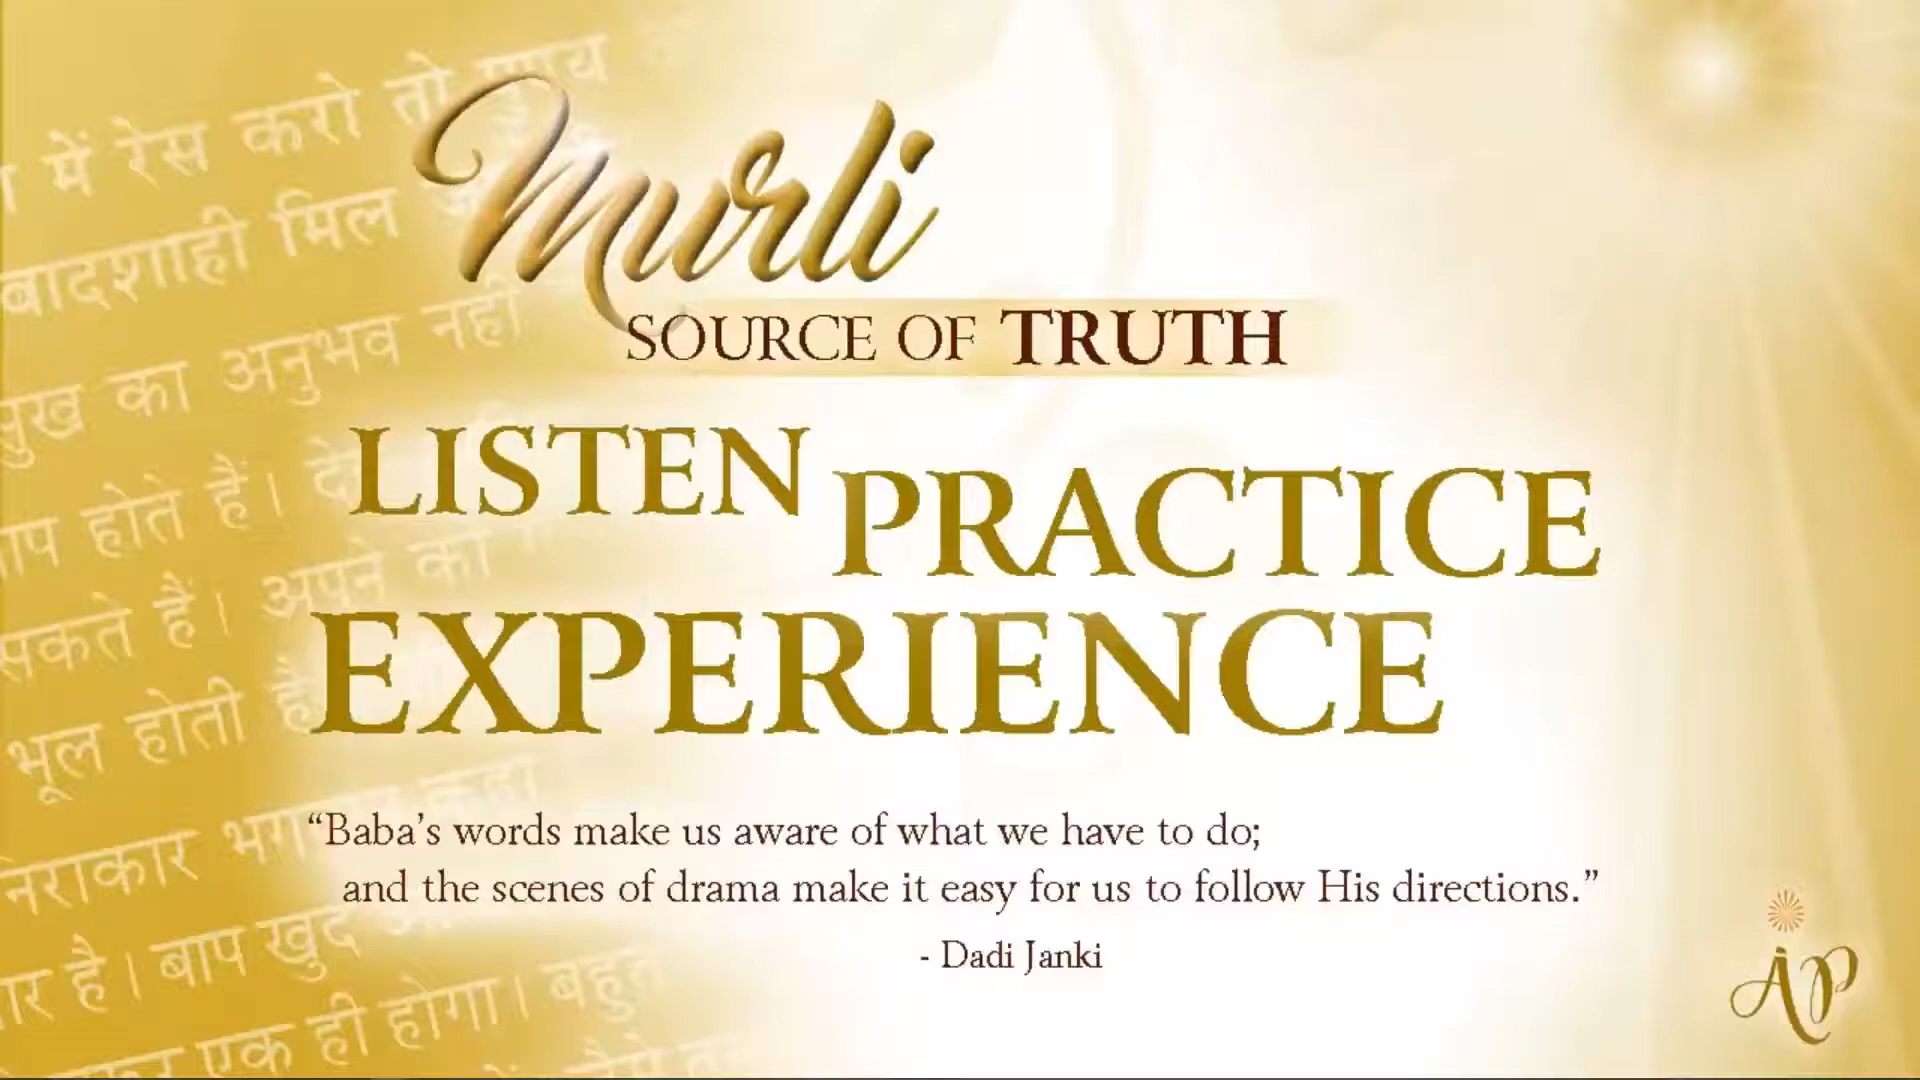 में रेस करो तो
Murli
बादशाही मिल
SOURCE OF TRUTH
सुख का अनुभव नही
LISTEN PRACTICE
होते हैं।
सकते हैं। अपने को
EXPERIENCE
भूल होती है
“Baba’s words make us aware of what we have to do;
and the scenes of drama make it easy for us to follow His directions.”
है। बाप खुद
- Dadi Janki
एक ही होगा। बहुत
AP